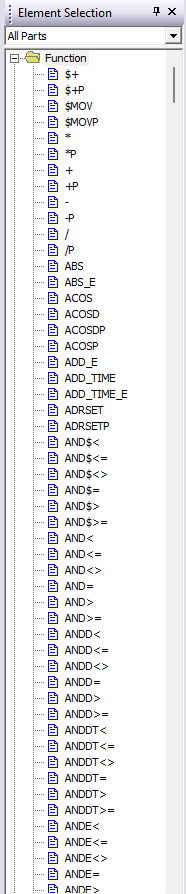 Element Selection
All Parts
Function
$+
$+P
$MOV
$MOVP
*
*P
+
+P
-
-P
/
/P
ABS
ABS_E
ACOS
ACOSD
ACOSDP
ACOSP
ADD_E
ADD_TIME
ADD_TIME_E
ADRSET
ADRSETP
AND$<
AND$<=
AND$<>
AND$=
AND$>
AND$>=
AND<
AND<=
AND<>
AND=
AND>
AND>=
ANDD<
ANDD<=
ANDD<>
ANDD=
ANDD>
ANDD>=
ANDDT<
ANDDT<=
ANDDT<>
ANDDT=
ANDDT>
ANDDT>=
ANDE<
ANDE<=
ANDE<>
ANDE=
ANDE>